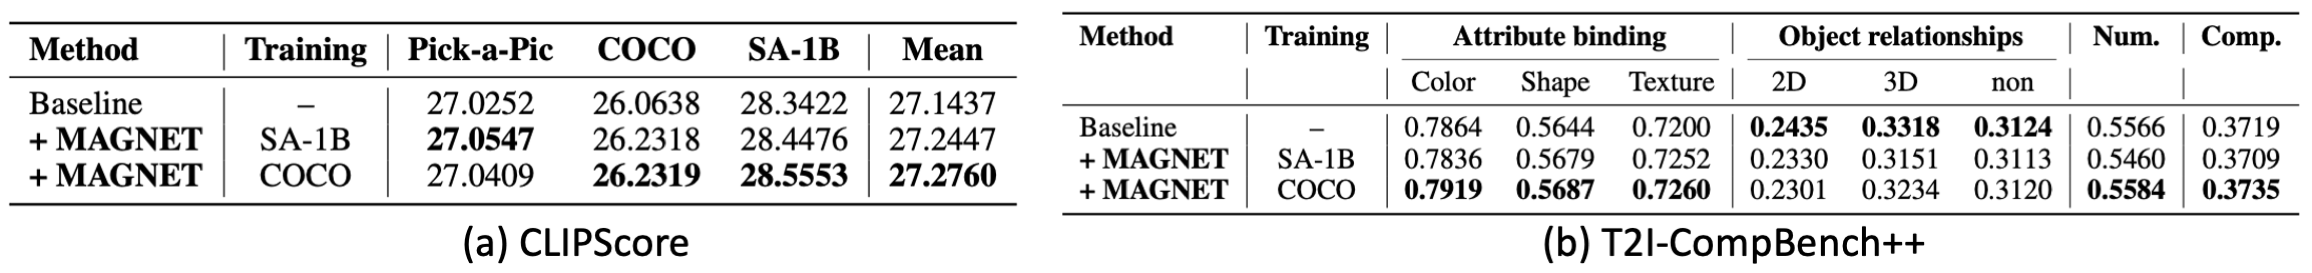 Method Training Pick-a-Pic COCO SA-1B Mean
Baseline – 27.0252 26.0638 28.3422 27.1437
+ MAGNET SA-1B 27.0547 26.2318 28.4476 27.2447
+ MAGNET COCO 27.0409 26.2319 28.5553 27.2760
(a) CLIPScore
Method Training Attribute binding Object relationships Num. Comp.
Color Shape Texture 2D 3D non
Baseline – 0.7864 0.5644 0.7200 0.2435 0.3318 0.3124 0.5566 0.3719
+ MAGNET SA-1B 0.7836 0.5679 0.7252 0.2330 0.3151 0.3113 0.5460 0.3709
+ MAGNET COCO 0.7919 0.5687 0.7260 0.2301 0.3234 0.3120 0.5584 0.3735
(b) T2I-CompBench++